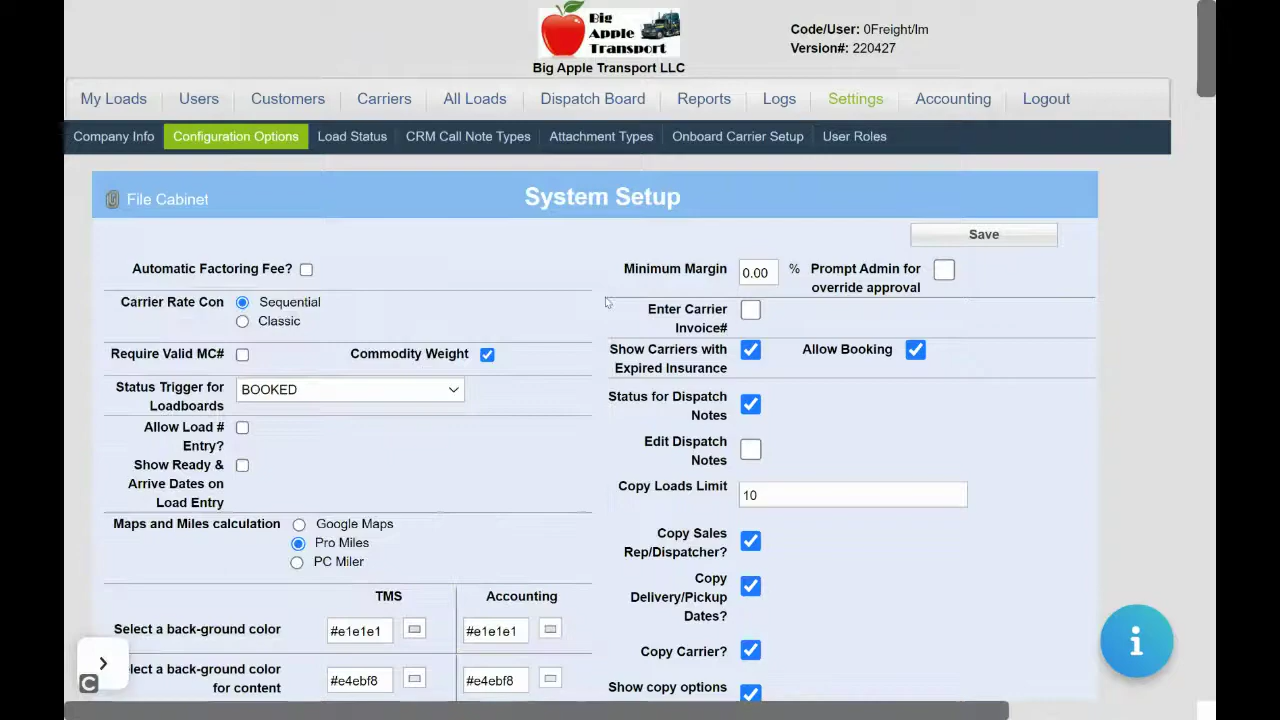 Big
Apple
Transport
Big Apple Transport LLC
Code/User: 0Freight/lm
Version#: 220427
My Loads Users Customers Carriers All Loads Dispatch Board Reports Logs Settings Accounting Logout
Company Info Configuration Options Load Status CRM Call Note Types Attachment Types Onboard Carrier Setup User Roles
File Cabinet
System Setup
Save
Automatic Factoring Fee?
Carrier Rate Con Sequential
Classic
Require Valid MC# Commodity Weight
Status Trigger for
Loadboards
BOOKED
Allow Load #
Entry?
Show Ready &
Arrive Dates on
Load Entry
Maps and Miles calculation Google Maps
Pro Miles
PC Miler
TMS Accounting
Select a back-ground color #e1e1e1 #e1e1e1
elect a back-ground color
for content
#e4ebf8 #e4ebf8
Minimum Margin 0.00 % Prompt Admin for
override approval
Enter Carrier
Invoice#
Show Carriers with
Expired Insurance
Allow Booking
Status for Dispatch
Notes
Edit Dispatch
Notes
Copy Loads Limit 10
Copy Sales
Rep/Dispatcher?
Copy
Delivery/Pickup
Dates?
Copy Carrier?
Show copy options
C
i